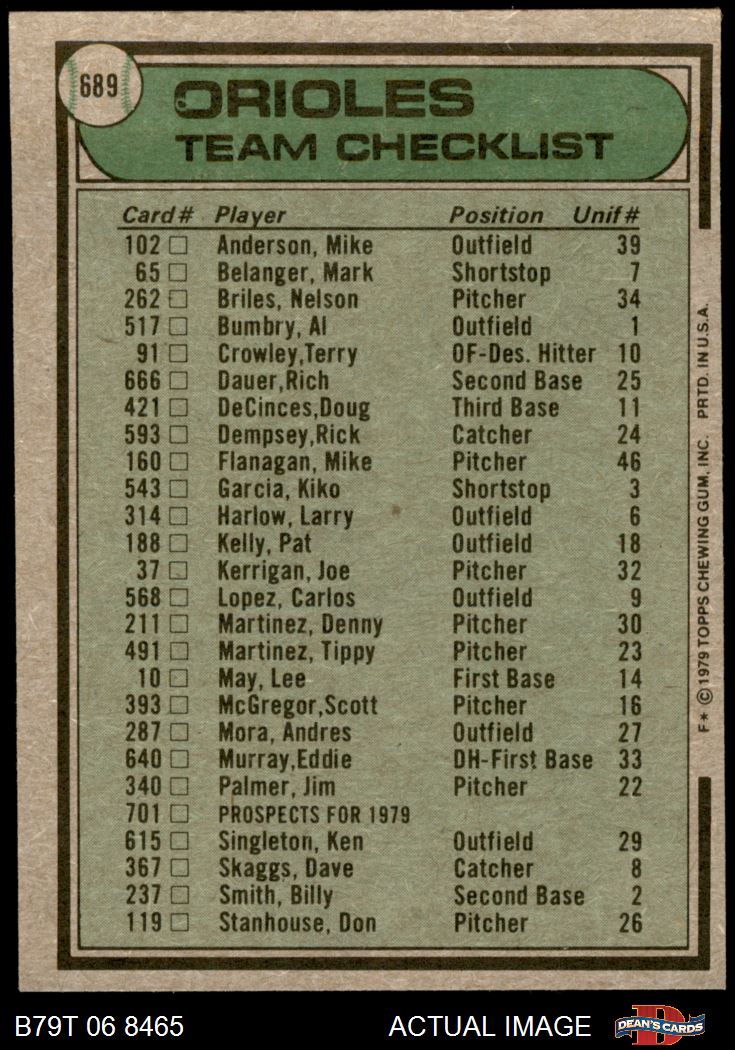 689
ORIOLES
TEAM CHECKLIST
Card # Player Position Unif #
102 Anderson, Mike Outfield 39
65 Belanger, Mark Shortstop 7
262 Briles, Nelson Pitcher 34
517 Bumbry, Al Outfield 1
91 Crowley,Terry OF-Des. Hitter 10
666 Dauer,Rich Second Base 25
421 DeCinces,Doug Third Base 11
593 Dempsey,Rick Catcher 24
160 Flanagan, Mike Pitcher 46
543 Garcia, Kiko Shortstop 3
314 Harlow, Larry Outfield 6
188 Kelly, Pat Outfield 18
37 Kerrigan, Joe Pitcher 32
568 Lopez, Carlos Outfield 9
211 Martinez, Denny Pitcher 30
491 Martinez, Tippy Pitcher 23
10 May, Lee First Base 14
393 McGregor,Scott Pitcher 16
287 Mora, Andres Outfield 27
640 Murray,Eddie DH-First Base 33
340 Palmer, Jim Pitcher 22
701 PROSPECTS FOR 1979
615 Singleton, Ken Outfield 29
367 Skaggs, Dave Catcher 8
237 Smith, Billy Second Base 2
119 Stanhouse, Don Pitcher 26
F* © 1979 TOPPS CHEWING GUM, INC. PRTD. IN U.S.A.
B79T 06 8465 ACTUAL IMAGE
D
DEAN'S CARDS